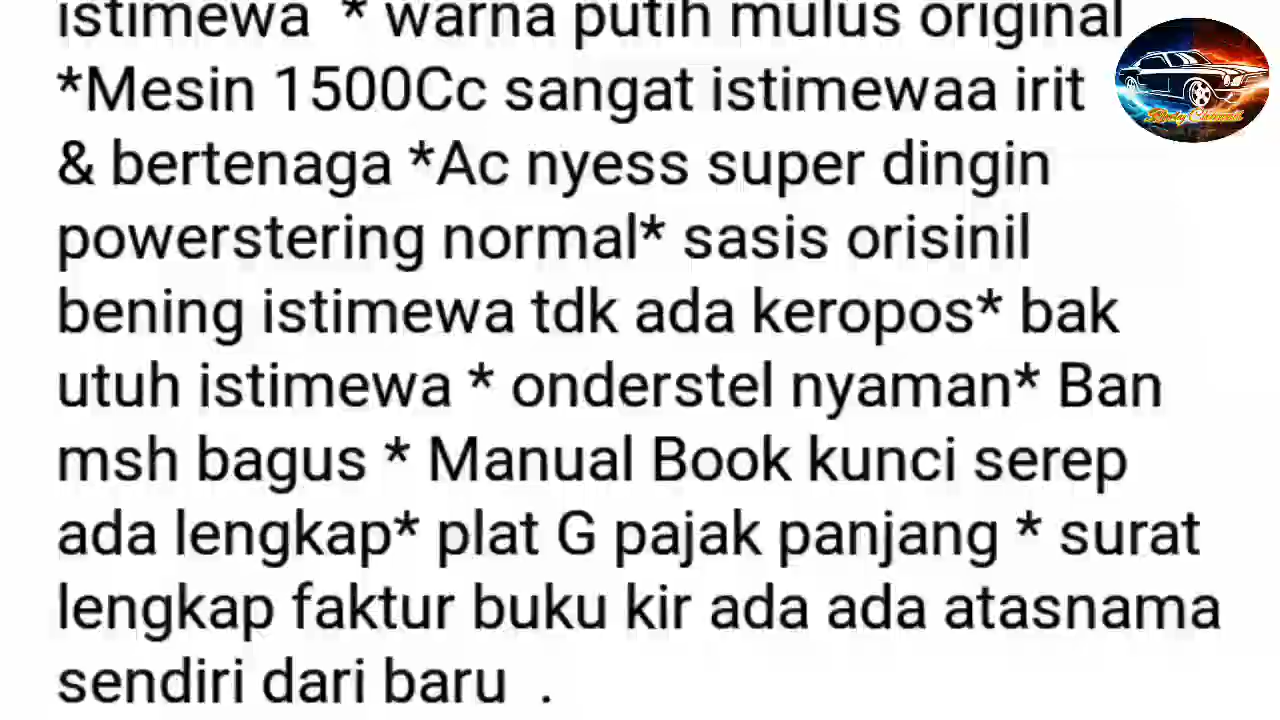 istimewa * warna putih mulus original
*Mesin 1500Cc sangat istimewaa irit
& bertenaga *Ac nyess super dingin
powerstering normal* sasis orisinil
bening istimewa tdk ada keropos* bak
utuh istimewa * onderstel nyaman* Ban
msh bagus * Manual Book kunci serep
ada lengkap* plat G pajak panjang * surat
lengkap faktur buku kir ada ada atasnama
sendiri dari baru .